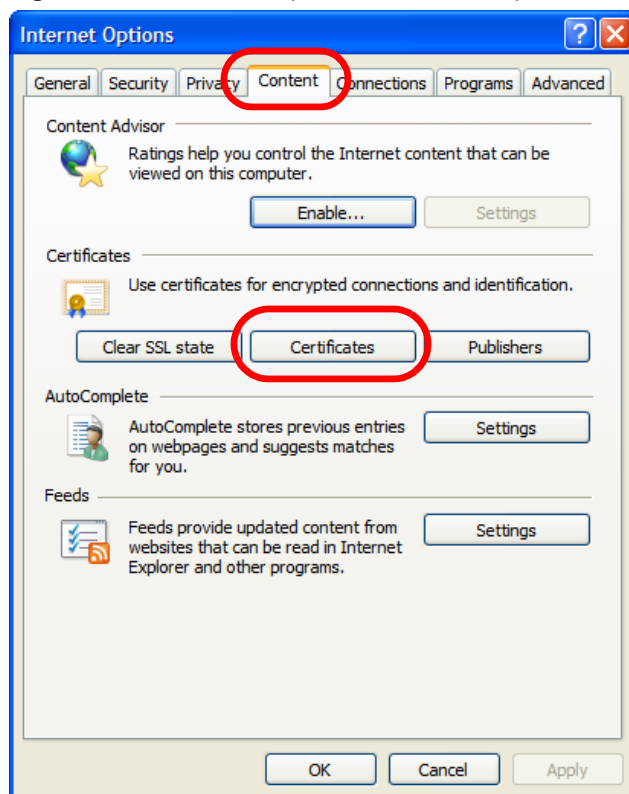 Internet Options
General Security Privacy Content Connections Programs Advanced
Content Advisor
Ratings help you control the Internet content that can be
viewed on this computer.
Enable... Settings
Certificates
Use certificates for encrypted connections and identification.
Clear SSL state Certificates Publishers
AutoComplete
AutoComplete stores previous entries Settings
on webpages and suggests matches
for you.
Feeds
Feeds provide updated content from Settings
websites that can be read in Internet
Explorer and other programs.
OK Cancel Apply